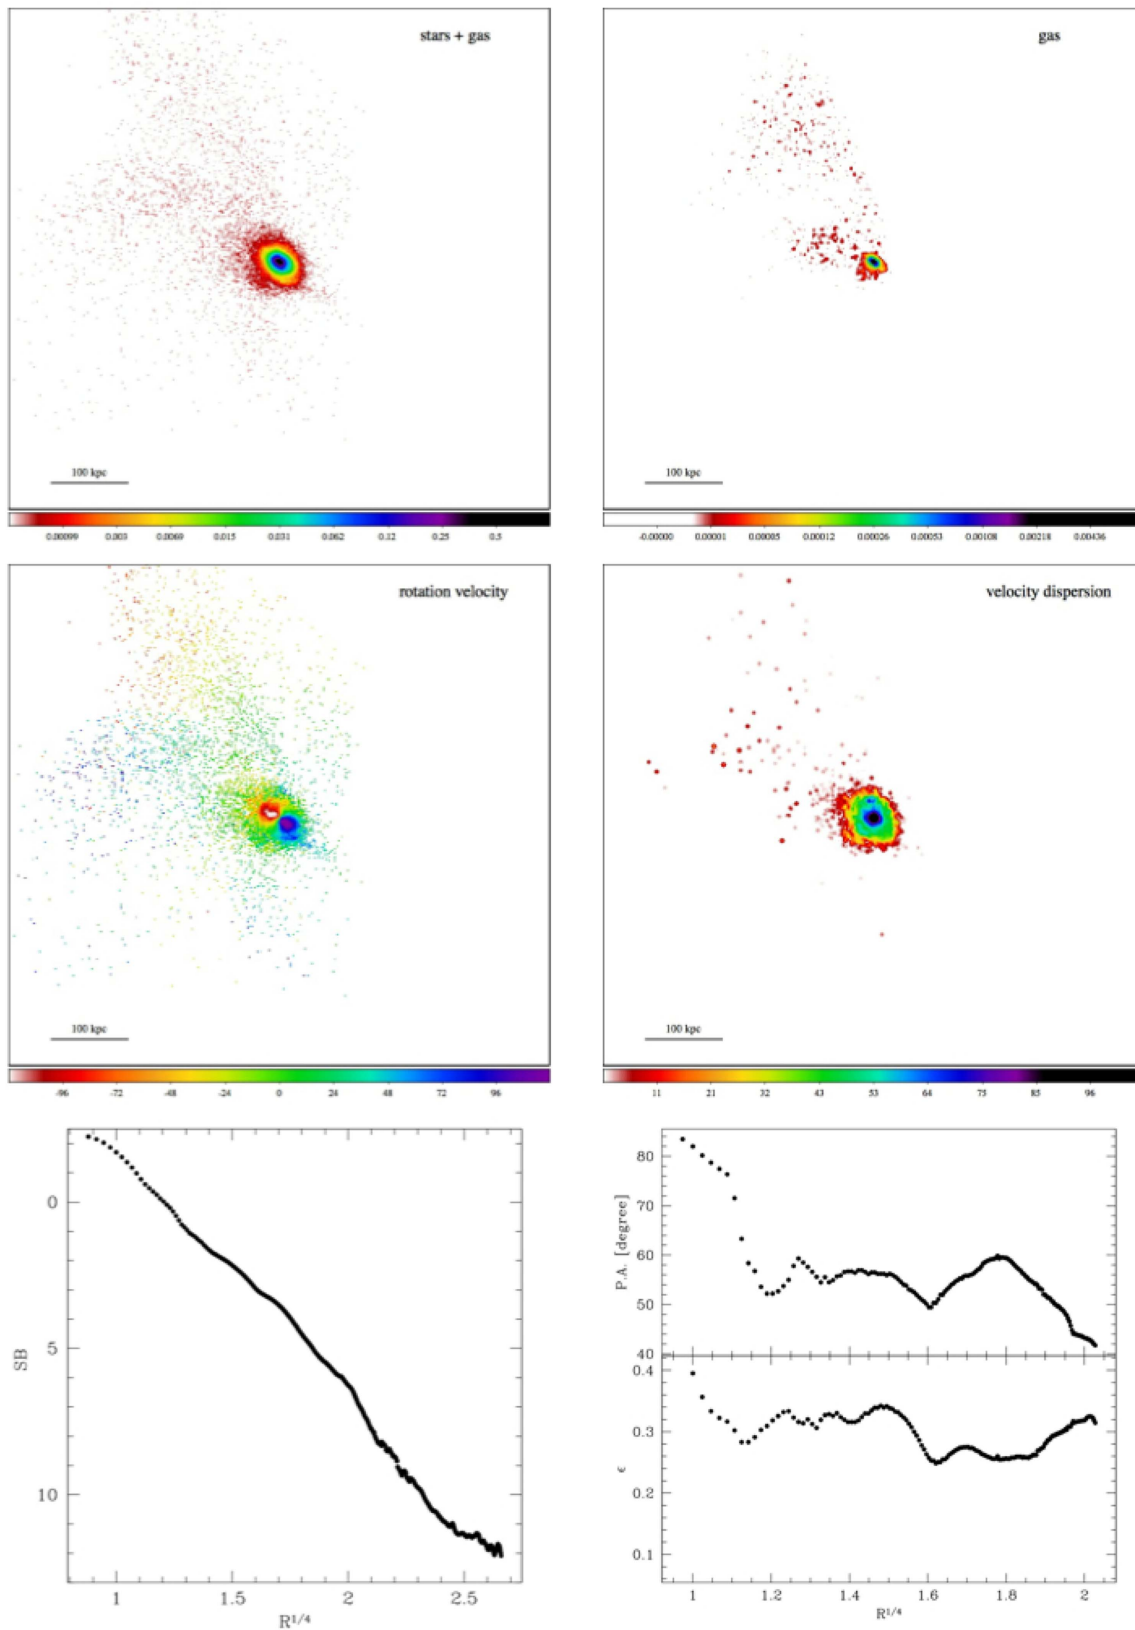 stars + gas
gas
100 kpc
100 kpc
0.00099 0.003 0.0069 0.015 0.031 0.062 0.12 0.25 0.5
-0.00000 0.00001 0.00005 0.00012 0.00026 0.00053 0.00108 0.00218 0.00436
rotation velocity
velocity dispersion
100 kpc
100 kpc
-96 -72 -48 -24 0 24 48 72 96
11 21 32 43 53 64 75 85 96
0
5
10
SB
1 1.5 2 2.5
R1/4
80
70
60
50
40
P.A. [degree]
0.4
0.3
0.2
0.1
ϵ
1 1.2 1.4 1.6 1.8 2
R1/4